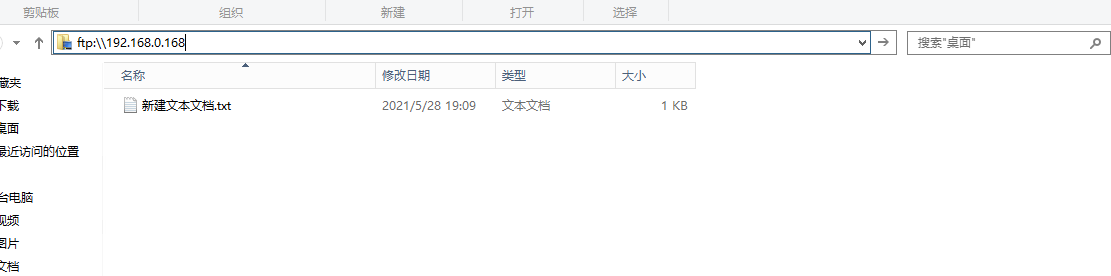 剪贴板 组织 新建 打开 选择
ftp:\\192.168.0.168 搜索"桌面"
名称 修改日期 类型 大小
新建文本文档.txt 2021/5/28 19:09 文本文档 1 KB
藏夹
下载
桌面
最近访问的位置
台电脑
视频
图片
文档